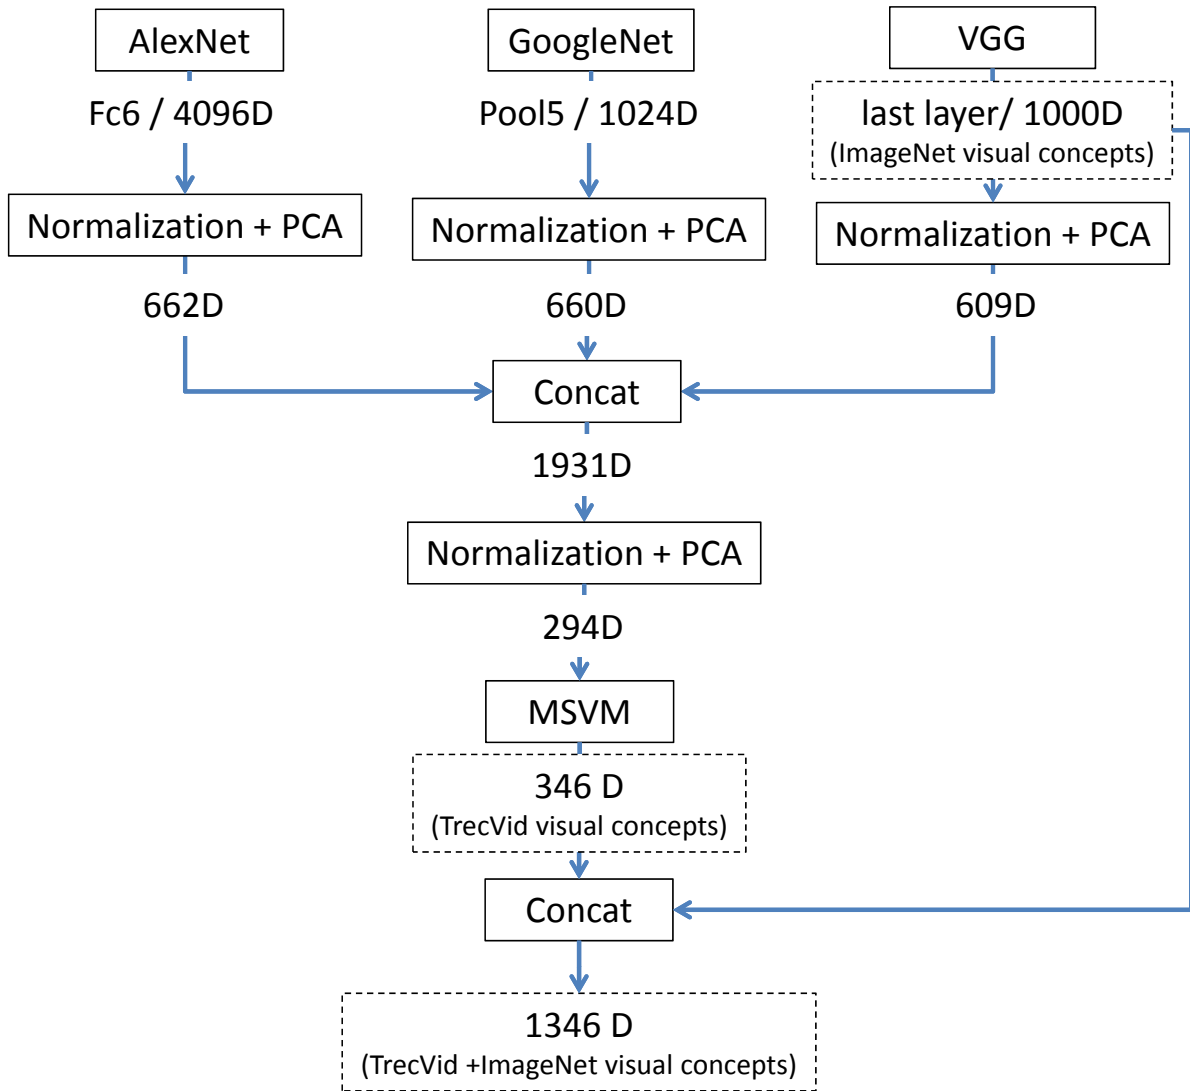 AlexNet
GoogleNet
VGG
Fc6 / 4096D
Pool5 / 1024D
last layer/ 1000D
(ImageNet visual concepts)
Normalization + PCA
Normalization + PCA
Normalization + PCA
662D
660D
609D
Concat
1931D
Normalization + PCA
294D
MSVM
346 D
(TrecVid visual concepts)
Concat
1346 D
(TrecVid +ImageNet visual concepts)